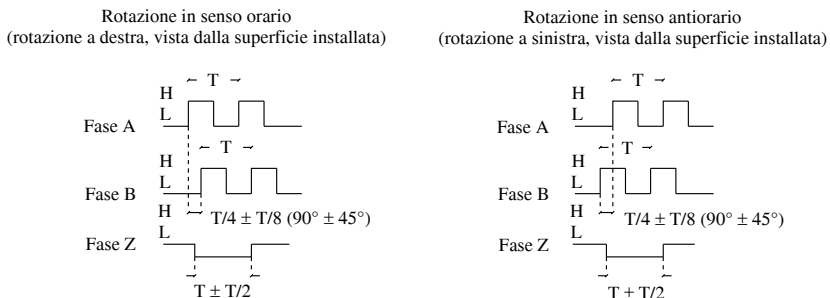 Rotazione in senso orario
(rotazione a destra, vista dalla superficie installata)
T
H
L
Fase A
T
H
L
Fase B
T/4 ± T/8 (90° ± 45°)
H
L
Fase Z
T ± T/2
Rotazione in senso antiorario
(rotazione a sinistra, vista dalla superficie installata)
T
H
L
Fase A
T
H
L
Fase B
T/4 ± T/8 (90° ± 45°)
H
L
Fase Z
T ± T/2